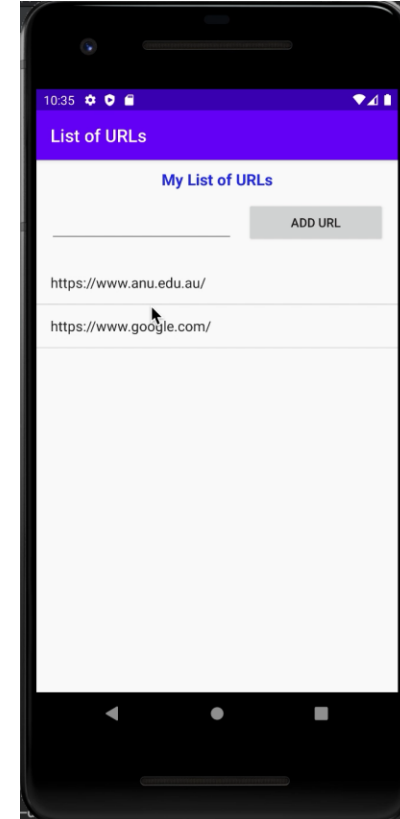 10:35
List of URLs
My List of URLs
ADD URL
https://www.anu.edu.au/
https://www.google.com/